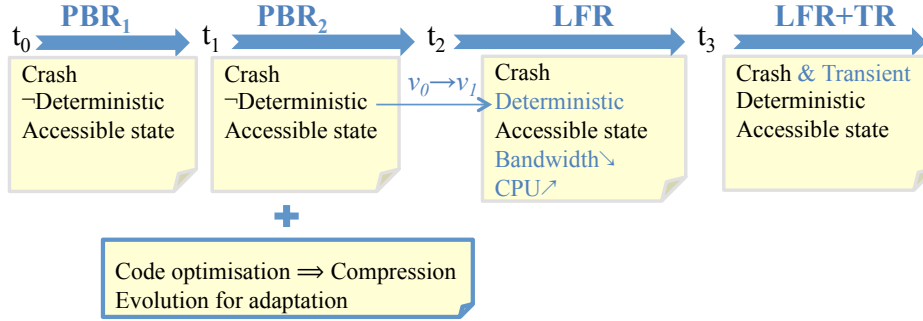 PBR₁ PBR₂ LFR LFR+TR
t₀ t₁ t₂ t₃
Crash
¬Deterministic
Accessible state
Crash
¬Deterministic
Accessible state
v₀→v₁
Crash
Deterministic
Accessible state
Bandwidth↘
CPU↗
Crash & Transient
Deterministic
Accessible state
+
Code optimisation ⟹ Compression
Evolution for adaptation